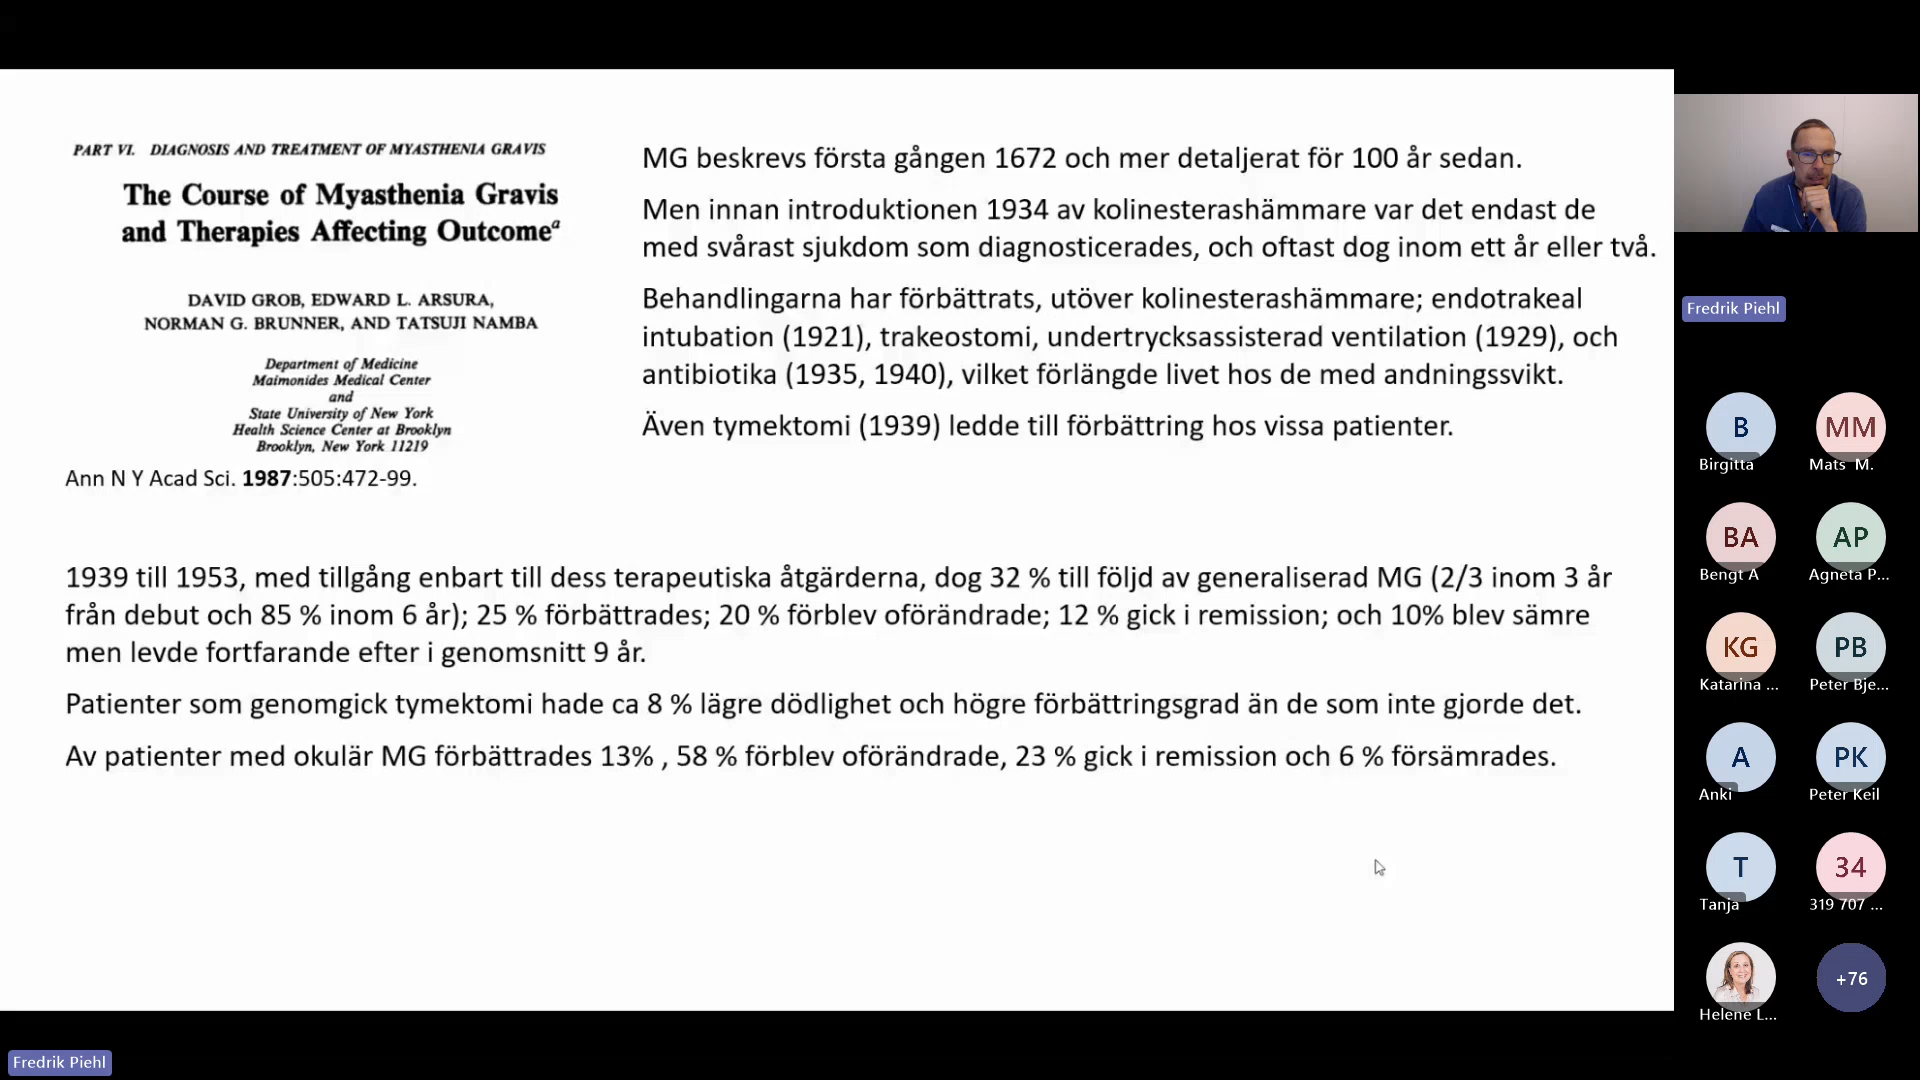 PART VI. DIAGNOSIS AND TREATMENT OF MYASTHENIA GRAVIS
The Course of Myasthenia Gravis
and Therapies Affecting Outcomeª
DAVID GROB, EDWARD L. ARSURA,
NORMAN G. BRUNNER, AND TATSUJI NAMBA
Department of Medicine
Maimonides Medical Center
and
State University of New York
Health Science Center at Brooklyn
Brooklyn, New York 11219
Ann N Y Acad Sci. 1987:505:472-99.
MG beskrevs första gången 1672 och mer detaljerat för 100 år sedan.
Men innan introduktionen 1934 av kolinesterashämmare var det endast de
med svårast sjukdom som diagnosticerades, och oftast dog inom ett år eller två.
Behandlingarna har förbättrats, utöver kolinesterashämmare; endotrakeal
intubation (1921), trakeostomi, undertrycksassisterad ventilation (1929), och
antibiotika (1935, 1940), vilket förlängde livet hos de med andningssvikt.
Även tymektomi (1939) ledde till förbättring hos vissa patienter.
1939 till 1953, med tillgång enbart till dess terapeutiska åtgärderna, dog 32 % till följd av generaliserad MG (2/3 inom 3 år
från debut och 85 % inom 6 år); 25 % förbättrades; 20 % förblev oförändrade; 12 % gick i remission; och 10% blev sämre
men levde fortfarande efter i genomsnitt 9 år.
Patienter som genomgick tymektomi hade ca 8 % lägre dödlighet och högre förbättringsgrad än de som inte gjorde det.
Av patienter med okulär MG förbättrades 13% , 58 % förblev oförändrade, 23 % gick i remission och 6 % försämrades.
Fredrik Piehl
B
Birgitta
MM
Mats M.
BA
Bengt A
AP
Agneta P...
KG
Katarina ...
PB
Peter Bje...
A
Anki
PK
Peter Keil
T
Tanja
34
319 707 ...
Helene L...
+76
Fredrik Piehl